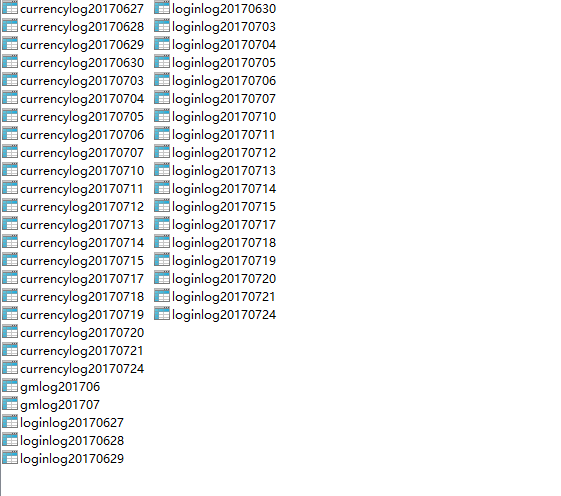 currencylog20170627
currencylog20170628
currencylog20170629
currencylog20170630
currencylog20170703
currencylog20170704
currencylog20170705
currencylog20170706
currencylog20170707
currencylog20170710
currencylog20170711
currencylog20170712
currencylog20170713
currencylog20170714
currencylog20170715
currencylog20170717
currencylog20170718
currencylog20170719
currencylog20170720
currencylog20170721
currencylog20170724
gmlog201706
gmlog201707
loginlog20170627
loginlog20170628
loginlog20170629
loginlog20170630
loginlog20170703
loginlog20170704
loginlog20170705
loginlog20170706
loginlog20170707
loginlog20170710
loginlog20170711
loginlog20170712
loginlog20170713
loginlog20170714
loginlog20170715
loginlog20170717
loginlog20170718
loginlog20170719
loginlog20170720
loginlog20170721
loginlog20170724